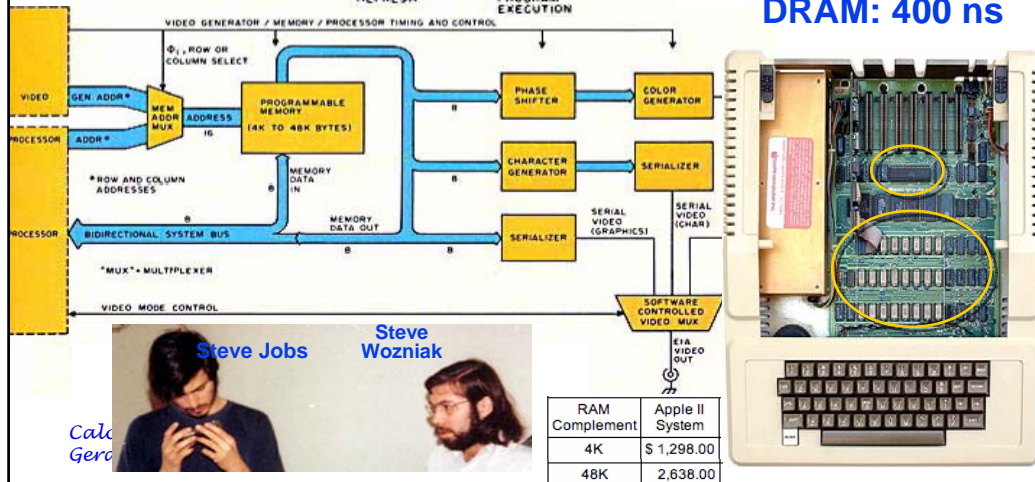 EXECUTION
DRAM: 400 ns
VIDEO GENERATOR / MEMORY / PROCESSOR TIMING AND CONTROL
Φ₁, ROW OR
COLUMN SELECT
VIDEO
GEN. ADDR*
MEM
ADDR
MUX
ADDRESS
16
PROGRAMMABLE
MEMORY
(4K TO 48K BYTES)
8
PHASE
SHIFTER
COLOR
GENERATOR
PROCESSOR
ADDR*
*ROW AND COLUMN
ADDRESSES
8
MEMORY
DATA
IN
8
CHARACTER
GENERATOR
SERIALIZER
PROCESSOR
8
BIDIRECTIONAL SYSTEM BUS
MEMORY
DATA OUT
8
8
SERIALIZER
SERIAL
VIDEO
(GRAPHICS)
SERIAL
VIDEO
(CHAR)
"MUX"=MULTIPLEXER
VIDEO MODE CONTROL
SOFTWARE
CONTROLLED
VIDEO MUX
EIA
VIDEO
OUT
Steve Jobs
Steve
Wozniak
RAM
Complement
Apple II
System
4K
$ 1,298.00
48K
2,638.00